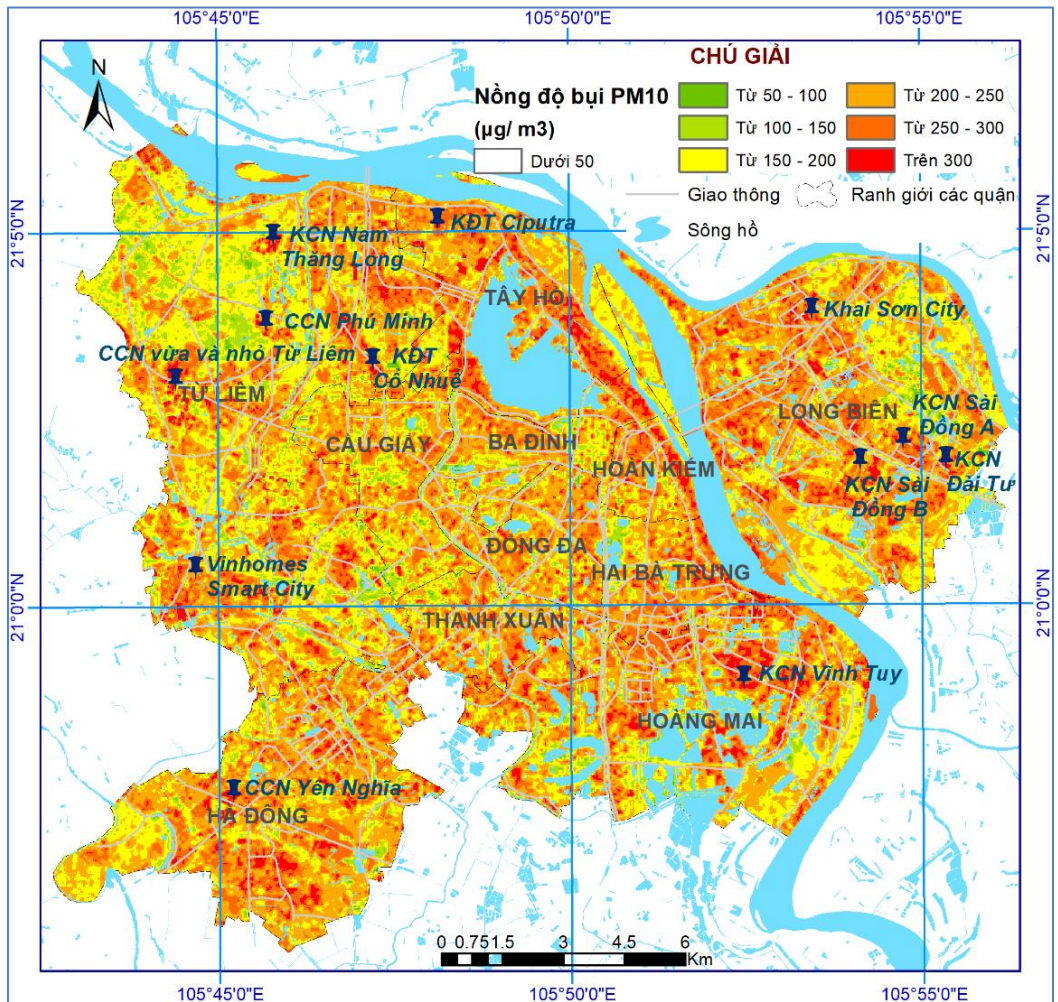 105°45'0"E 105°50'0"E 105°55'0"E
N
CHÚ GIẢI
Nồng độ bụi PM10
(µg/ m3)
Dưới 50
Từ 50 - 100
Từ 100 - 150
Từ 150 - 200
Từ 200 - 250
Từ 250 - 300
Trên 300
Giao thông
Ranh giới các quận
Sông hồ
21°5'0"N
21°5'0"N
KĐT Ciputra
KCN Nam
Thăng Long
TÂY HỒ
Khai Sơn City
CCN Phú Minh
CCN vừa và nhỏ Từ Liêm
KĐT
Cổ Nhuế
TỪ LIÊM
LONG BIÊN
KCN Sài
Đồng A
CẦU GIẤY
BA ĐÌNH
HOÀN KIẾM
KCN
Đài Tư
KCN Sài
Đồng B
ĐỐNG ĐA
Vinhomes
Smart City
HAI BÀ TRƯNG
21°0'0"N
21°0'0"N
THANH XUÂN
KCN Vĩnh Tuy
HOÀNG MAI
CCN Yên Nghĩa
HÀ ĐÔNG
0 0.75 1.5 3 4.5 6
Km
105°45'0"E 105°50'0"E 105°55'0"E